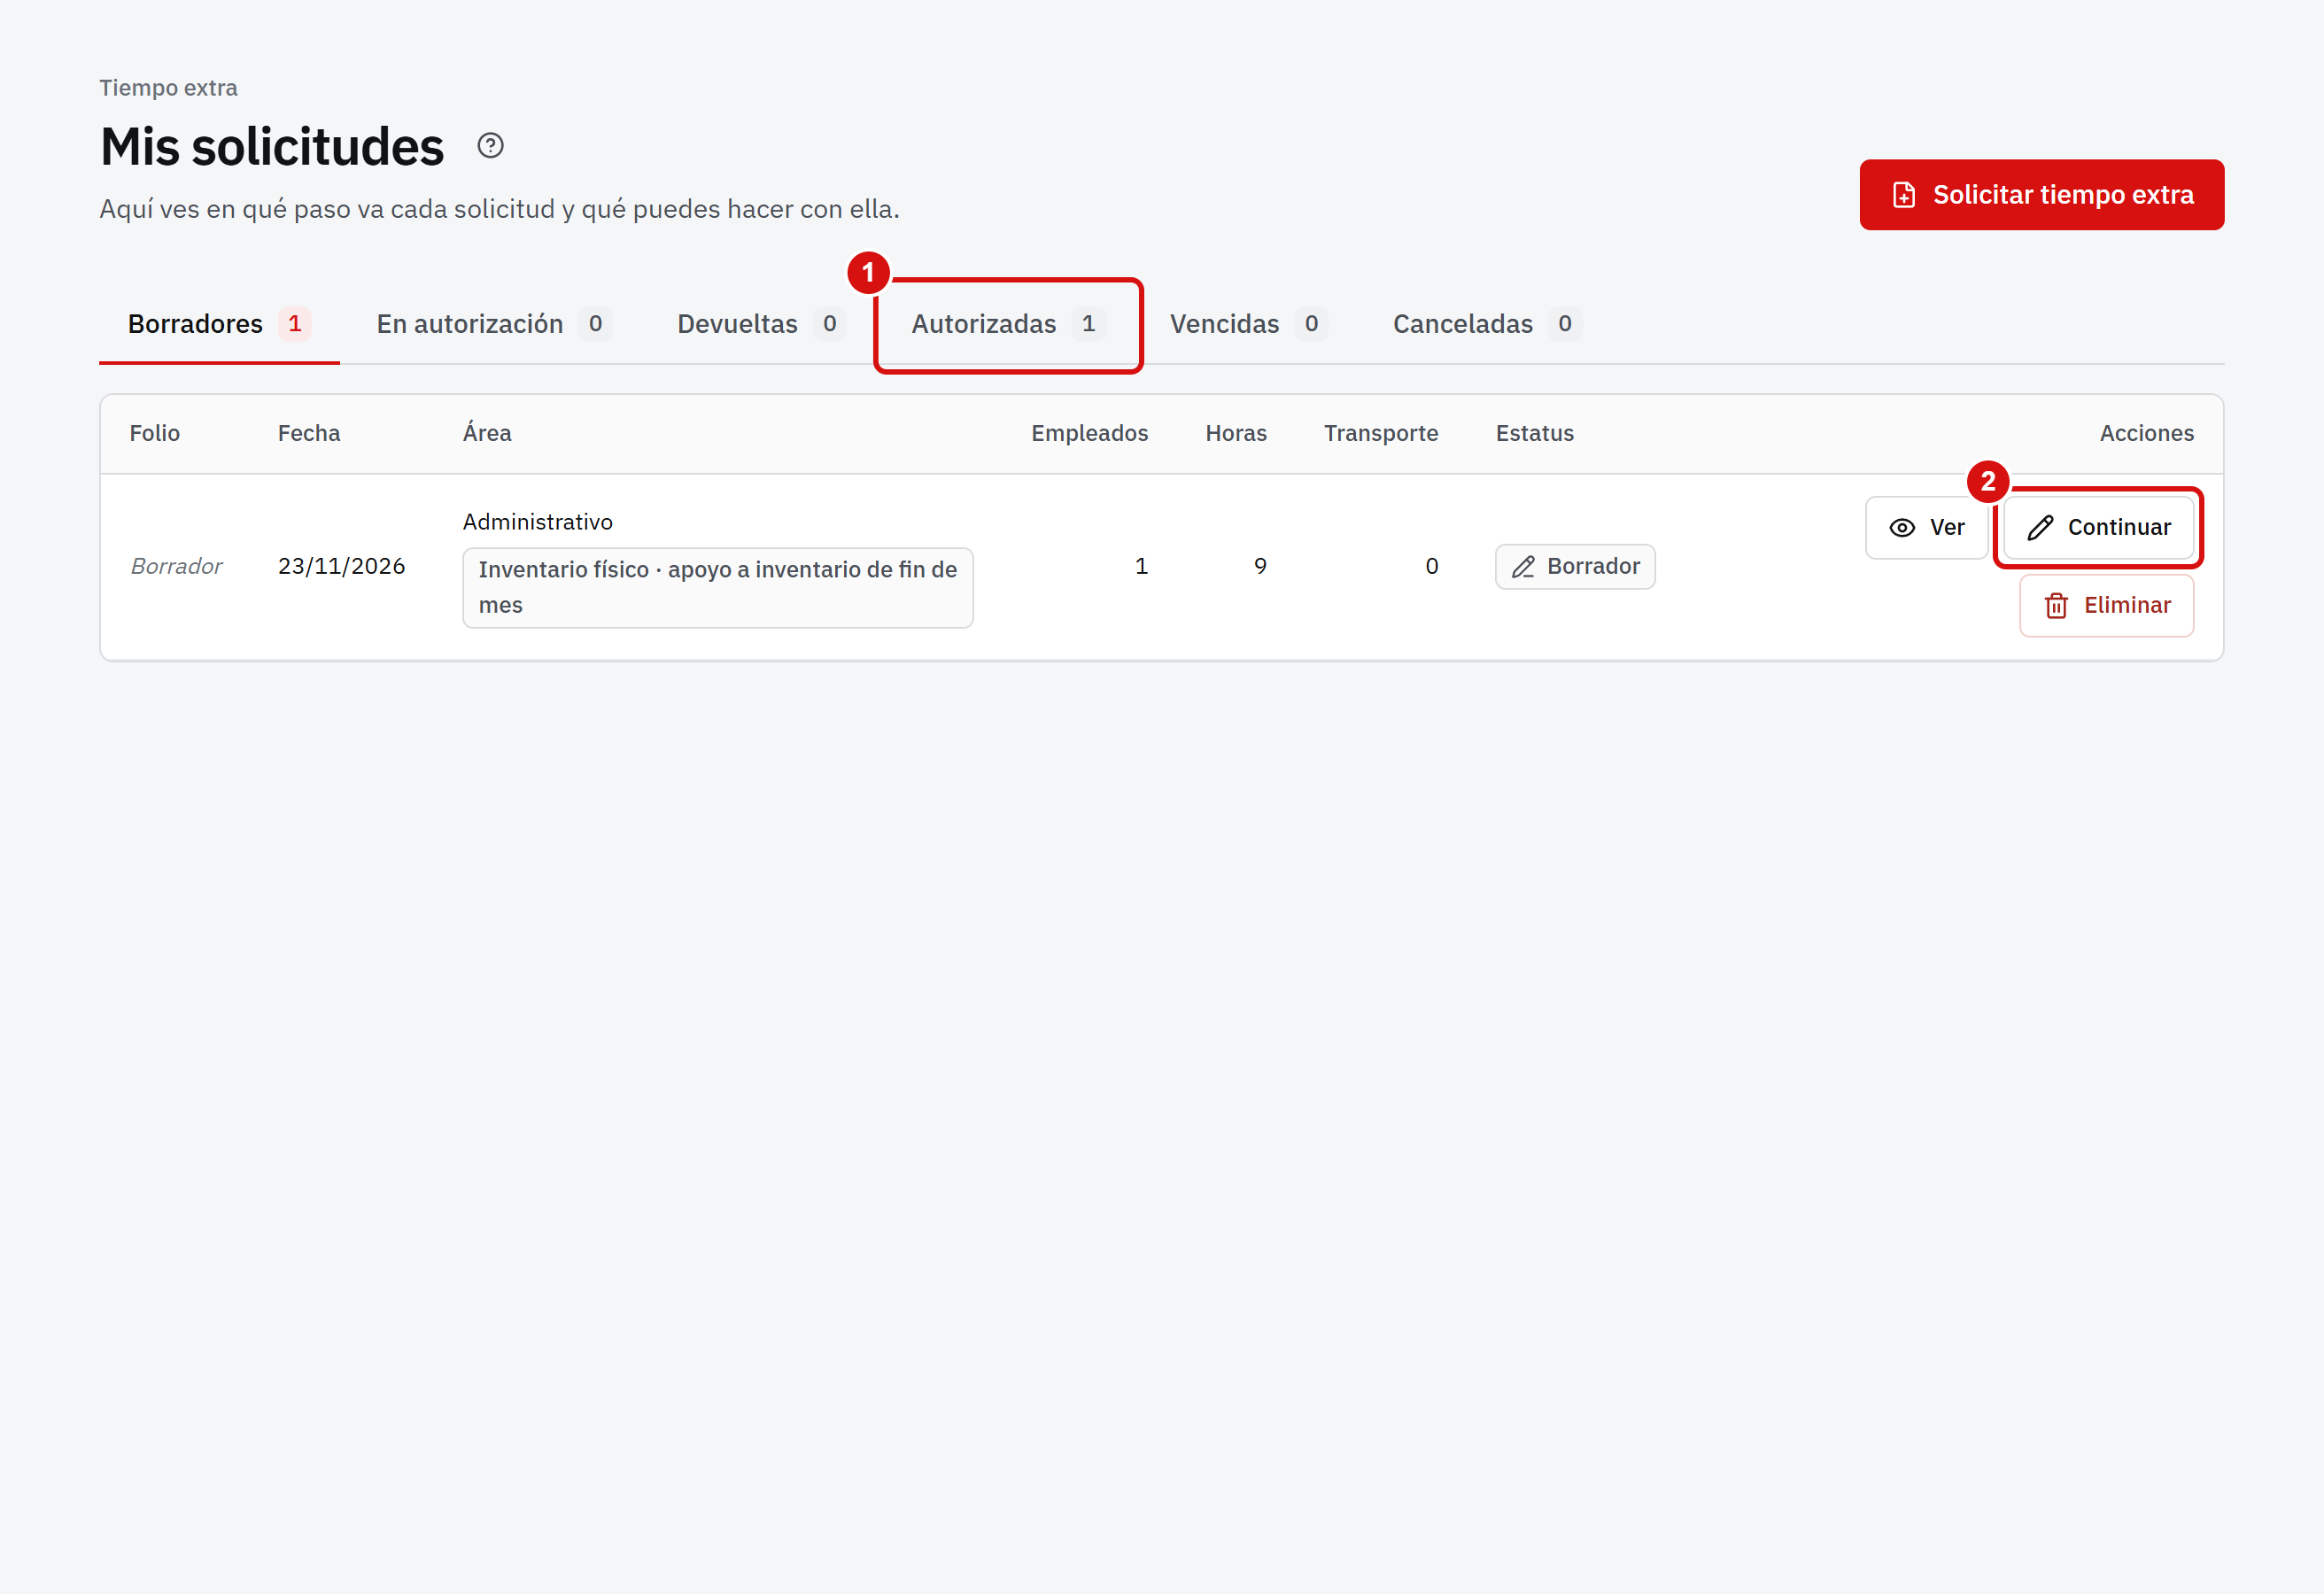 Tiempo extra
Mis solicitudes
Aquí ves en qué paso va cada solicitud y qué puedes hacer con ella.
Solicitar tiempo extra
1
Borradores 1 En autorización 0 Devueltas 0 Autorizadas 1 Vencidas 0 Canceladas 0
Folio Fecha Área Empleados Horas Transporte Estatus Acciones
2
Administrativo
Ver Continuar
Borrador 23/11/2026 Inventario físico · apoyo a inventario de fin de 1 9 0 Borrador
mes
Eliminar